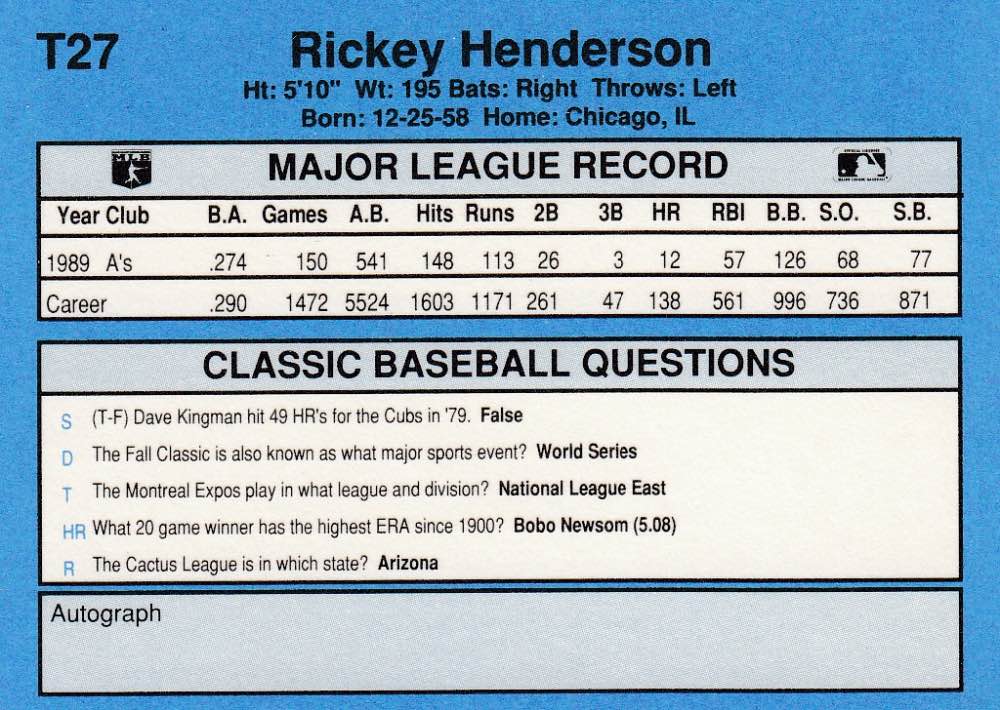 T27 Rickey Henderson
Ht: 5'10" Wt: 195 Bats: Right Throws: Left
Born: 12-25-58 Home: Chicago, IL
MLB MAJOR LEAGUE RECORD
Year Club B.A. Games A.B. Hits Runs 2B 3B HR RBI B.B. S.O. S.B.
1989 A's .274 150 541 148 113 26 3 12 57 126 68 77
Career .290 1472 5524 1603 1171 261 47 138 561 996 736 871
CLASSIC BASEBALL QUESTIONS
S (T-F) Dave Kingman hit 49 HR's for the Cubs in '79. False
D The Fall Classic is also known as what major sports event? World Series
T The Montreal Expos play in what league and division? National League East
HR What 20 game winner has the highest ERA since 1900? Bobo Newsom (5.08)
R The Cactus League is in which state? Arizona
Autograph